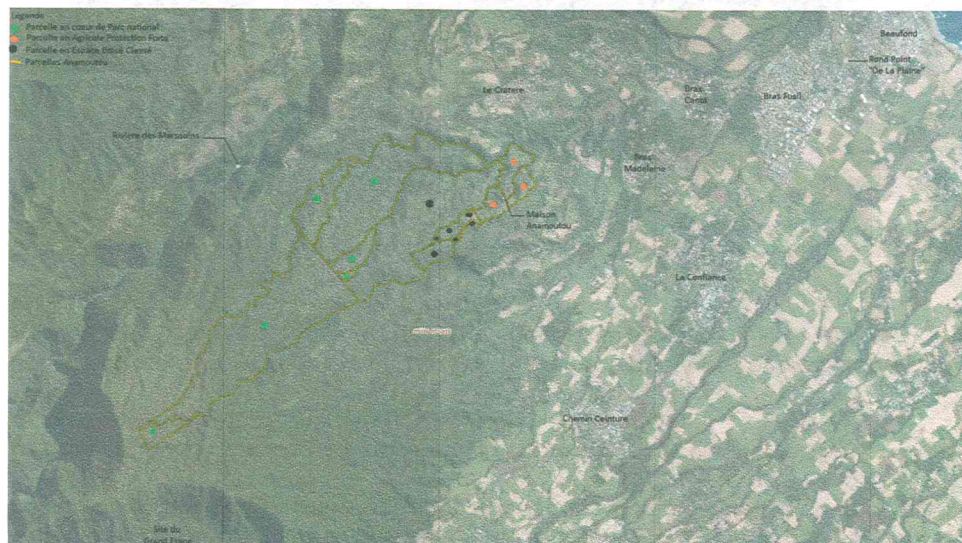 Légende
Parcelle en cœur de Parc national
Parcelle en Agricole Protection Forte
Parcelle en Espace Boisé Classé
Parcelles Anamoutou
Beaufond
Rond Point
"De La Plaine"
Le Cratere
Bras
Canot
Bras Fusil
Rivière des Marsouins
Bras
Madeleine
Maison
Anamoutou
La Confiance
Chemin Ceinture
Site du
Grand Etang